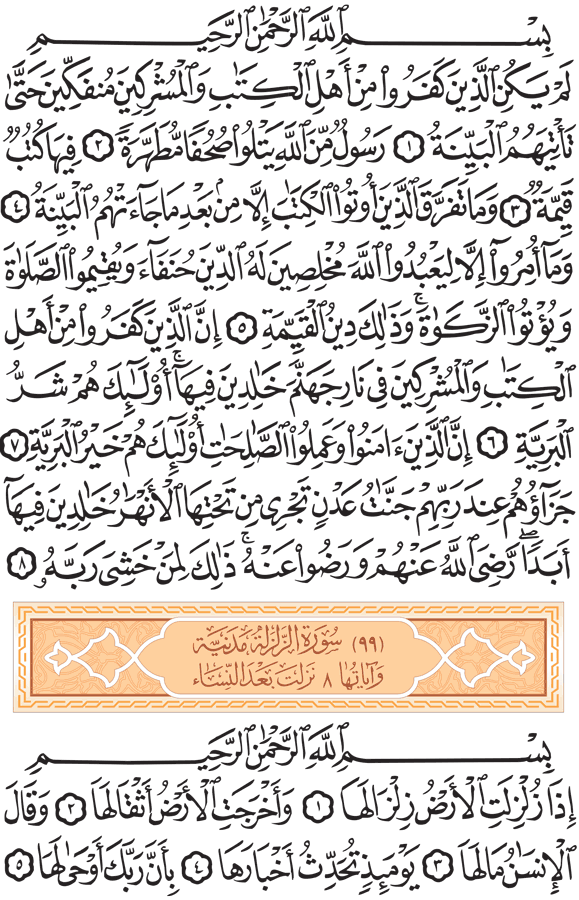 بِسْمِ ٱللَّهِ ٱلرَّحْمَٰنِ ٱلرَّحِيمِ
لَمْ يَكُنِ ٱلَّذِينَ كَفَرُوا۟ مِنْ أَهْلِ ٱلْكِتَٰبِ وَٱلْمُشْرِكِينَ مُنفَكِّينَ حَتَّىٰ
تَأْتِيَهُمُ ٱلْبَيِّنَةُ ١ رَسُولٌ مِّنَ ٱللَّهِ يَتْلُوا۟ صُحُفًا مُّطَهَّرَةً ٢ فِيهَا كُتُبٌ
قَيِّمَةٌ ٣ وَمَا تَفَرَّقَ ٱلَّذِينَ أُوتُوا۟ ٱلْكِتَٰبَ إِلَّا مِنۢ بَعْدِ مَا جَآءَتْهُمُ ٱلْبَيِّنَةُ ٤
وَمَآ أُمِرُوٓا۟ إِلَّا لِيَعْبُدُوا۟ ٱللَّهَ مُخْلِصِينَ لَهُ ٱلدِّينَ حُنَفَآءَ وَيُقِيمُوا۟ ٱلصَّلَوٰةَ
وَيُؤْتُوا۟ ٱلزَّكَوٰةَ ۚ وَذَٰلِكَ دِينُ ٱلْقَيِّمَةِ ٥ إِنَّ ٱلَّذِينَ كَفَرُوا۟ مِنْ أَهْلِ
ٱلْكِتَٰبِ وَٱلْمُشْرِكِينَ فِى نَارِ جَهَنَّمَ خَٰلِدِينَ فِيهَآ ۚ أُو۟لَٰٓئِكَ هُمْ شَرُّ
ٱلْبَرِيَّةِ ٦ إِنَّ ٱلَّذِينَ ءَامَنُوا۟ وَعَمِلُوا۟ ٱلصَّٰلِحَٰتِ أُو۟لَٰٓئِكَ هُمْ خَيْرُ ٱلْبَرِيَّةِ ٧
جَزَآؤُهُمْ عِندَ رَبِّهِمْ جَنَّٰتُ عَدْنٍ تَجْرِى مِن تَحْتِهَا ٱلْأَنْهَٰرُ خَٰلِدِينَ فِيهَآ
أَبَدًا ۖ رَّضِىَ ٱللَّهُ عَنْهُمْ وَرَضُوا۟ عَنْهُ ۚ ذَٰلِكَ لِمَنْ خَشِىَ رَبَّهُۥ ٨
(٩٩) سُورَةُ الزَّلْزَلَةِ مَدَنِيَّة
وَآيَاتُهَا ٨ نَزَلَت بَعْدَ النِّسَاء
بِسْمِ ٱللَّهِ ٱلرَّحْمَٰنِ ٱلرَّحِيمِ
إِذَا زُلْزِلَتِ ٱلْأَرْضُ زِلْزَالَهَا ١ وَأَخْرَجَتِ ٱلْأَرْضُ أَثْقَالَهَا ٢ وَقَالَ
ٱلْإِنسَٰنُ مَا لَهَا ٣ يَوْمَئِذٍ تُحَدِّثُ أَخْبَارَهَا ٤ بِأَنَّ رَبَّكَ أَوْحَىٰ لَهَا ٥